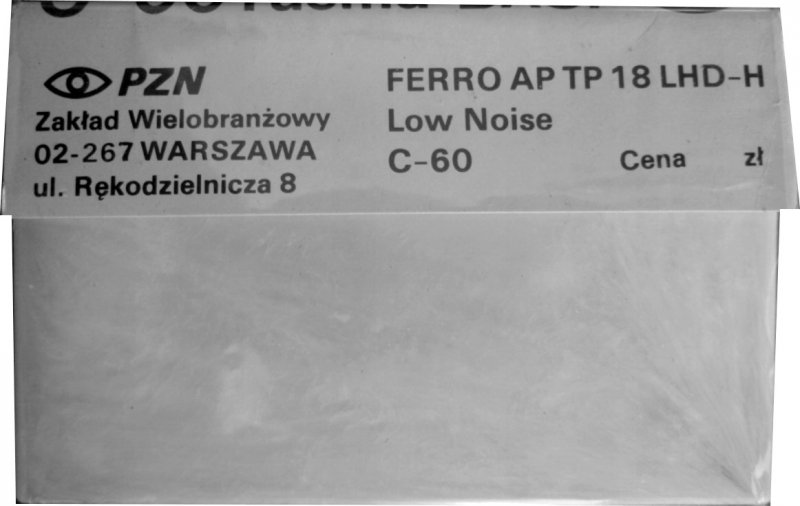 PZN
Zakład Wielobranżowy
02-267 WARSZAWA
ul. Rękodzielnicza 8
FERRO AP TP 18 LHD-H
Low Noise
C-60
Cena zł